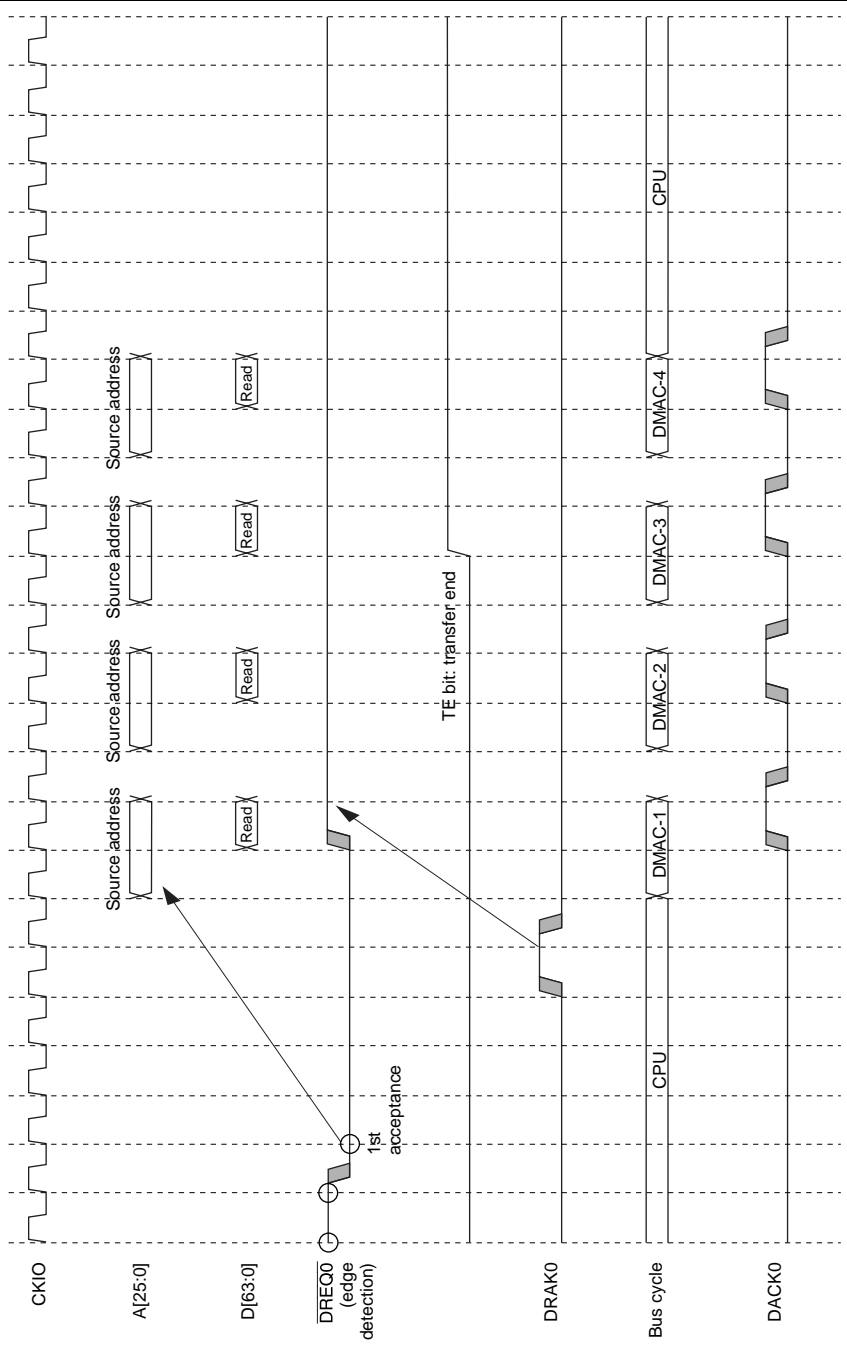 CKIO
A[25:0]
Source address
Source address
Source address
Source address
D[63:0]
Read
Read
Read
Read
DREQ0
(edge
detection)
1st
acceptance
TE bit: transfer end
DRAK0
Bus cycle
CPU
DMAC-1
DMAC-2
DMAC-3
DMAC-4
CPU
DACK0